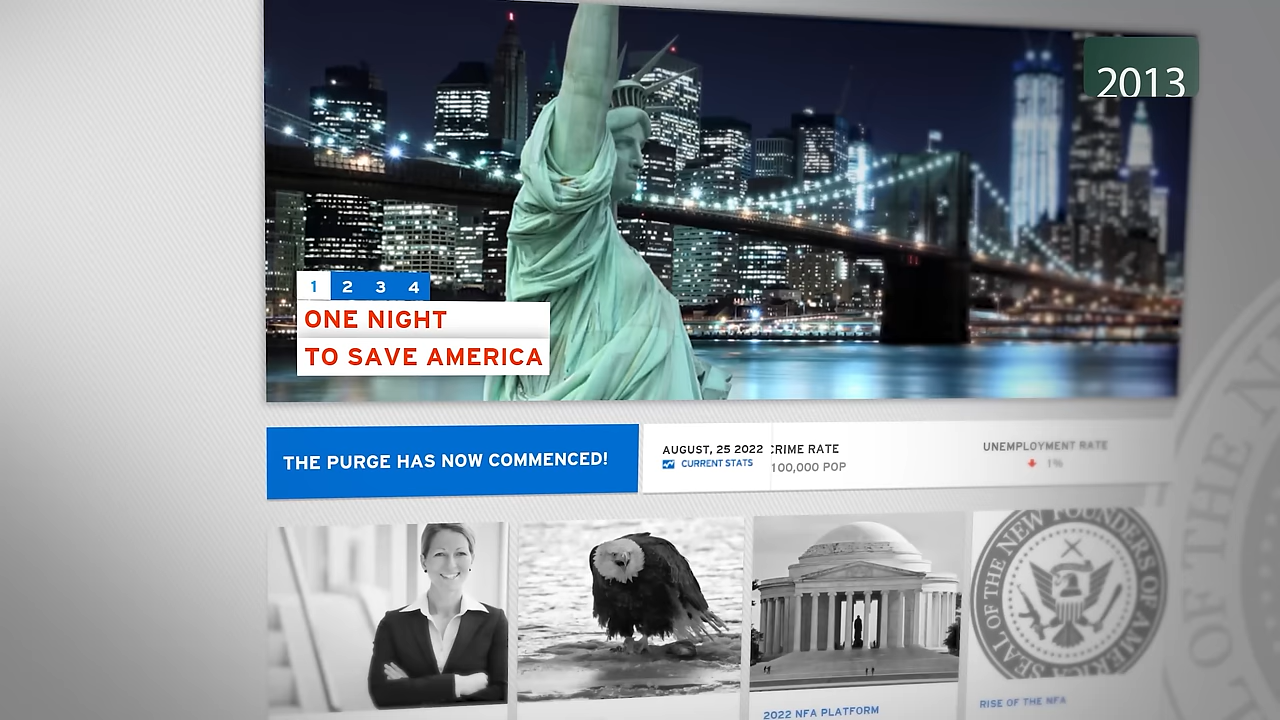 2013
1 2 3 4
ONE NIGHT
TO SAVE AMERICA
THE PURGE HAS NOW COMMENCED!
AUGUST, 25 2022
CURRENT STATS
CRIME RATE
100,000 POP
UNEMPLOYMENT RATE
1%
SEAL OF THE NEW FOUNDERS OF AMERICA
L OF THE N
2022 NFA PLATFORM
RISE OF THE NFA